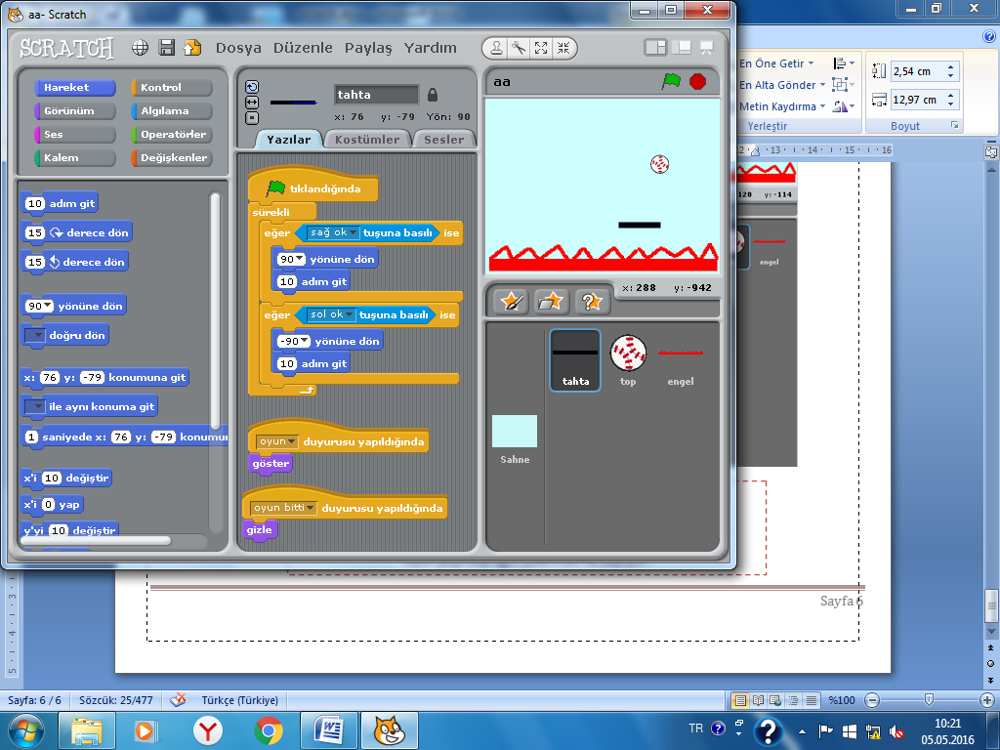 aa- Scratch
SCRATCH
Dosya Düzenle Paylaş Yardım
Hareket
Kontrol
Görünüm
Algılama
Ses
Operatörler
Kalem
Değişkenler
10 adım git
15 derece dön
15 derece dön
90 yönüne dön
doğru dön
x: 76 y: -79 konumuna git
ile aynı konuma git
1 saniyede x: 76 y: -79 konumun
x'i 10 değiştir
x'i 0 yap
y'yi 10 değiştir
tahta
x: 76 y: -79 Yön: 90
Yazılar
Kostümler
Sesler
tıklandığında
sürekli
eğer sağ ok tuşuna basılı ise
90 yönüne dön
10 adım git
eğer sol ok tuşuna basılı ise
-90 yönüne dön
10 adım git
oyun duyurusu yapıldığında
göster
oyun bitti duyurusu yapıldığında
gizle
aa
x: 288 y: -942
tahta
top
engel
Sahne
En Öne Getir
En Alta Gönder
Metin Kaydırma
Yerleştir
2,54 cm
12,97 cm
Boyut
12 13 14 15 16
120 y: -114
engel
Sayfa 6
3
4
5
Sayfa: 6 / 6
Sözcük: 25/477
Türkçe (Türkiye)
%100
TR
10:21
05.05.2016